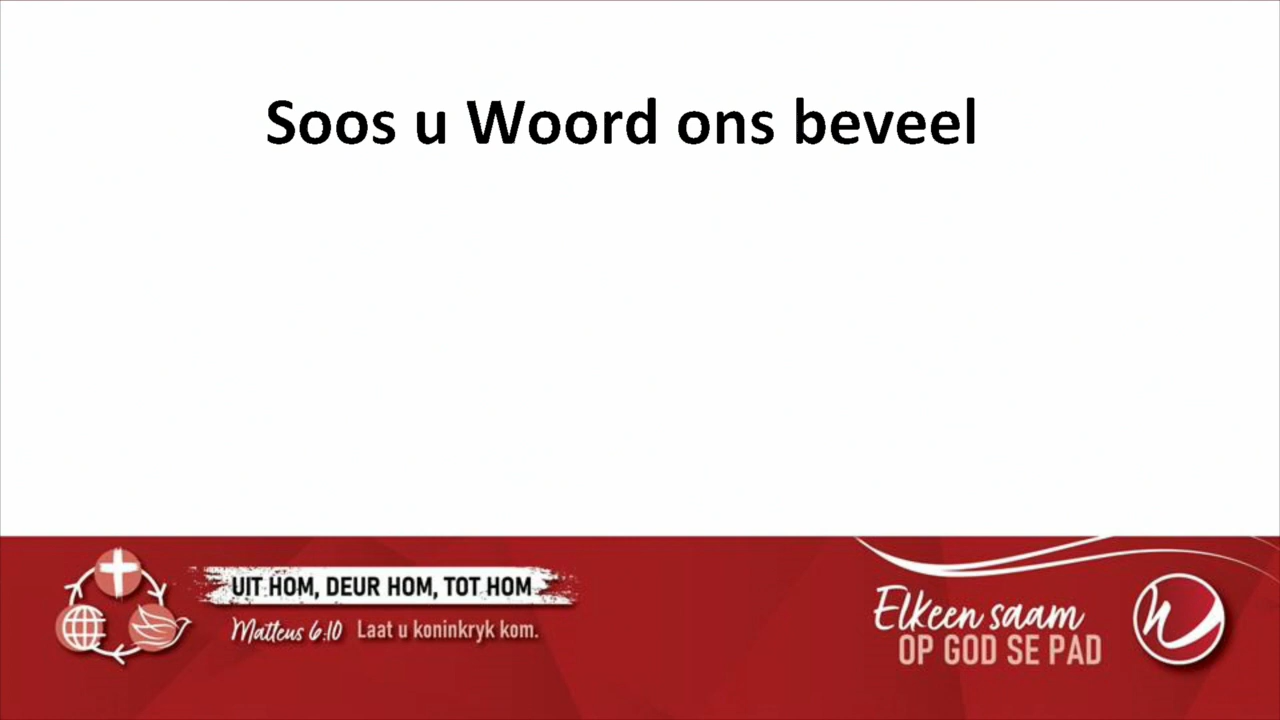 Soos u Woord ons beveel
UIT HOM, DEUR HOM, TOT HOM
Matteus 6:10 Laat u koninkryk kom.
Elkeen saam
OP GOD SE PAD